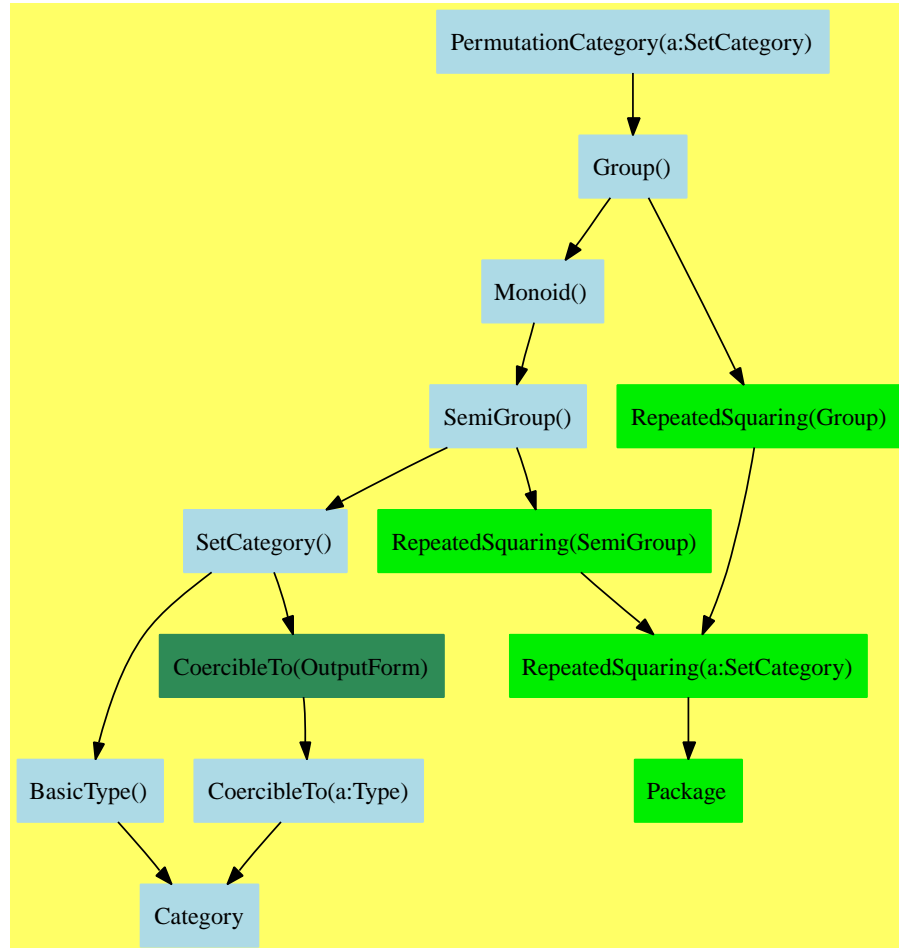 PermutationCategory(a:SetCategory)
Group()
Monoid()
SemiGroup()
RepeatedSquaring(Group)
SetCategory()
RepeatedSquaring(SemiGroup)
CoercibleTo(OutputForm)
RepeatedSquaring(a:SetCategory)
BasicType()
CoercibleTo(a:Type)
Package
Category